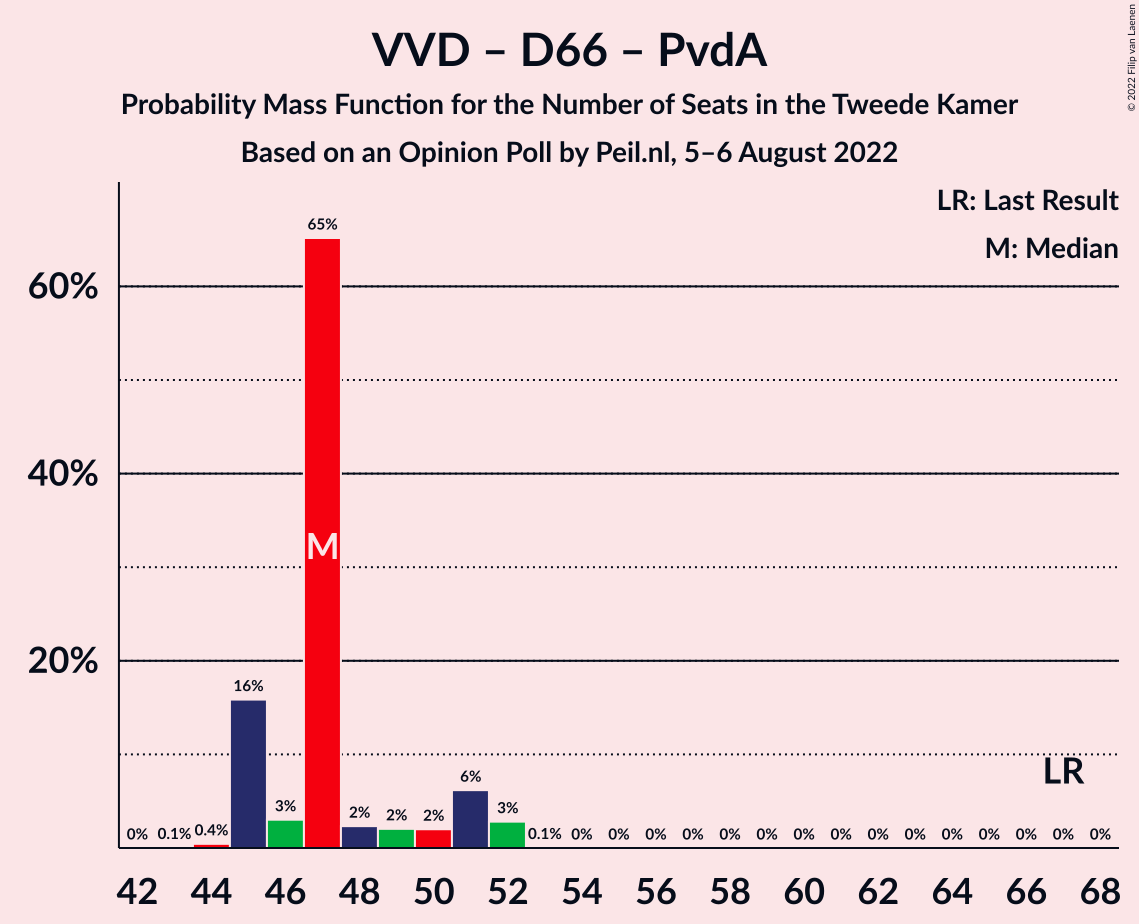 VVD – D66 – PvdA
Probability Mass Function for the Number of Seats in the Tweede Kamer
Based on an Opinion Poll by Peil.nl, 5–6 August 2022
© 2022 Filip van Laenen
LR: Last Result
M: Median
60%
40%
20%
0% 0.1% 0.4% 16% 3% 65% 2% 2% 2% 6% 3% 0.1% 0% 0% 0% 0% 0% 0% 0% 0% 0% 0% 0% 0% 0% 0% 0%
M
LR
42 44 46 48 50 52 54 56 58 60 62 64 66 68